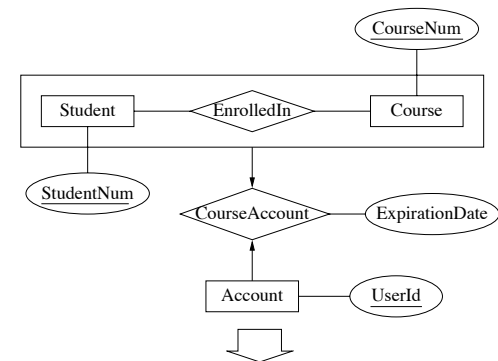 CourseNum
Student
EnrolledIn
Course
StudentNum
CourseAccount
ExpirationDate
Account
UserId